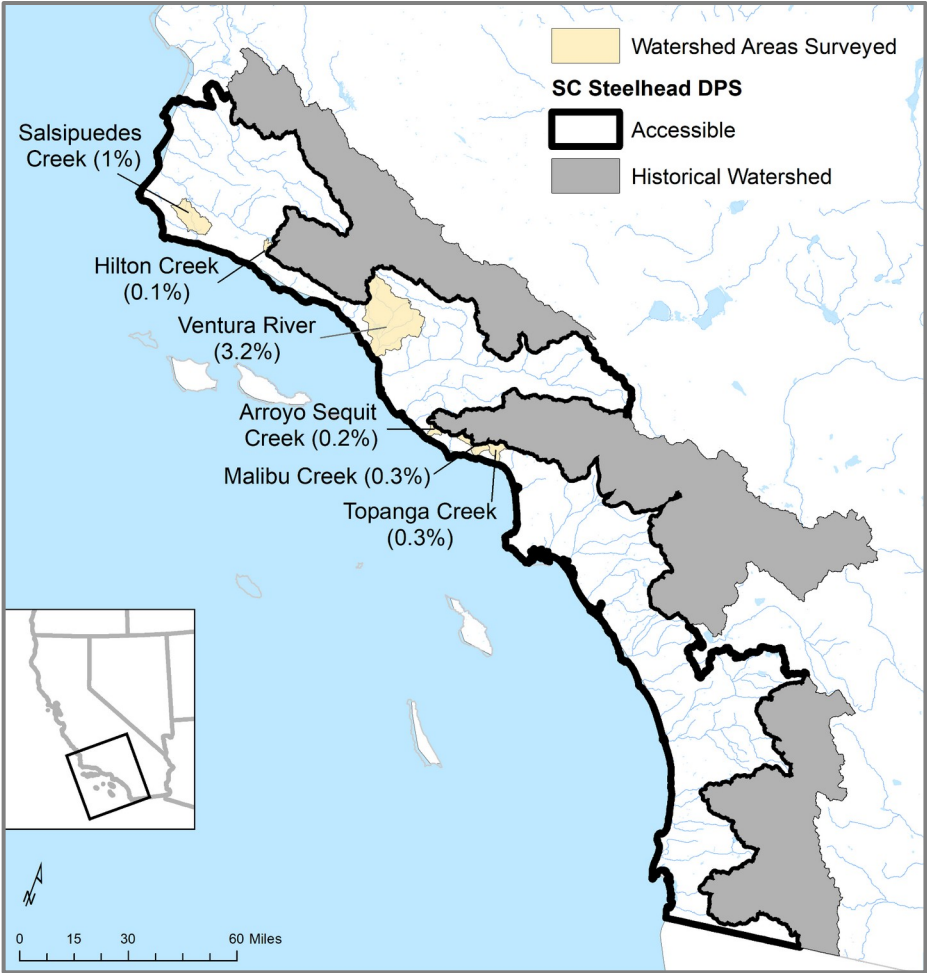 Watershed Areas Surveyed
SC Steelhead DPS
Accessible
Historical Watershed
Salsipuedes
Creek (1%)
Hilton Creek
(0.1%)
Ventura River
(3.2%)
Arroyo Sequit
Creek (0.2%)
Malibu Creek (0.3%)
Topanga Creek
(0.3%)
N
0 15 30 60 Miles